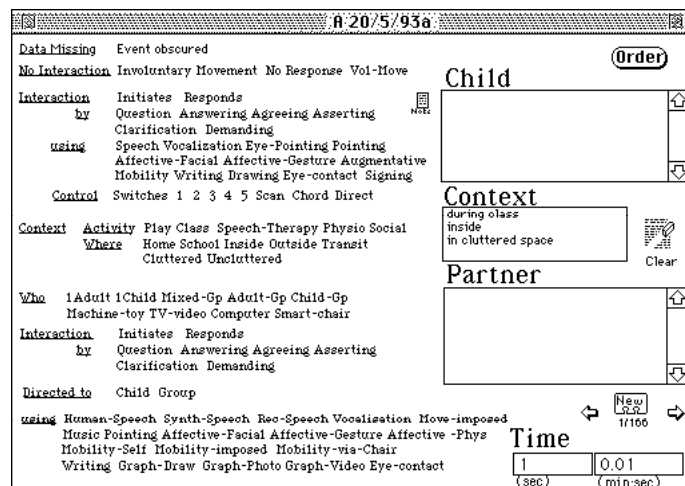 A 20/5/93a
Data Missing Event obscured
No Interaction Involuntary Movement No Response Vol-Move
Interaction Initiates Responds
by Question Answering Agreeing Asserting
Clarification Demanding
using Speech Vocalization Eye-Pointing Pointing
Affective-Facial Affective-Gesture Augmentative
Mobility Writing Drawing Eye-contact Signing
Control Switches 1 2 3 4 5 Scan Chord Direct
Context Activity Play Class Speech-Therapy Physio Social
Where Home School Inside Outside Transit
Cluttered Uncluttered
Who 1Adult 1Child Mixed-Gp Adult-Gp Child-Gp
Machine-toy TV-video Computer Smart-chair
Interaction Initiates Responds
by Question Answering Agreeing Asserting
Clarification Demanding
Directed to Child Group
using Human-Speech Synth-Speech Rec-Speech Vocalisation Move-imposed
Music Pointing Affective-Facial Affective-Gesture Affective -Phys
Mobility-Self Mobility-imposed Mobility-via-Chair
Writing Graph-Draw Graph-Photo Graph-Video Eye-contact
Order
Note
Child
Context
during class
inside
in cluttered space
Clear
Partner
New
1/166
Time
1 0.01
(sec) (min:sec)